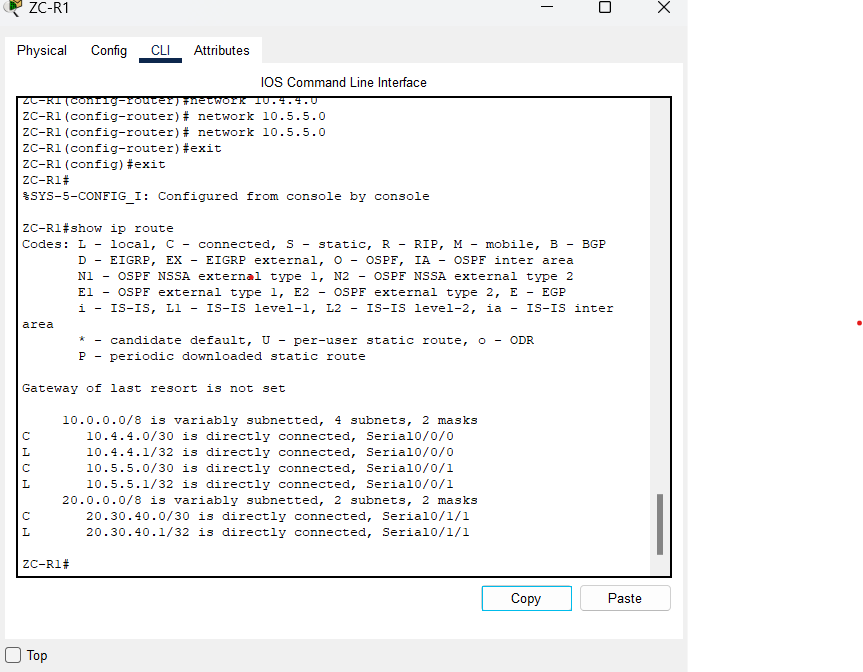 ZC-R1
Physical Config CLI Attributes
IOS Command Line Interface
ZC-R1(config-router)#network 10.4.4.0
ZC-R1(config-router)# network 10.5.5.0
ZC-R1(config-router)# network 10.5.5.0
ZC-R1(config-router)#exit
ZC-R1(config)#exit
ZC-R1#
%SYS-5-CONFIG_I: Configured from console by console
ZC-R1#show ip route
Codes: L - local, C - connected, S - static, R - RIP, M - mobile, B - BGP
D - EIGRP, EX - EIGRP external, O - OSPF, IA - OSPF inter area
N1 - OSPF NSSA external type 1, N2 - OSPF NSSA external type 2
E1 - OSPF external type 1, E2 - OSPF external type 2, E - EGP
i - IS-IS, L1 - IS-IS level-1, L2 - IS-IS level-2, ia - IS-IS inter
area
* - candidate default, U - per-user static route, o - ODR
P - periodic downloaded static route
Gateway of last resort is not set
10.0.0.0/8 is variably subnetted, 4 subnets, 2 masks
C 10.4.4.0/30 is directly connected, Serial0/0/0
L 10.4.4.1/32 is directly connected, Serial0/0/0
C 10.5.5.0/30 is directly connected, Serial0/0/1
L 10.5.5.1/32 is directly connected, Serial0/0/1
20.0.0.0/8 is variably subnetted, 2 subnets, 2 masks
C 20.30.40.0/30 is directly connected, Serial0/1/1
L 20.30.40.1/32 is directly connected, Serial0/1/1
ZC-R1#
Copy Paste
Top